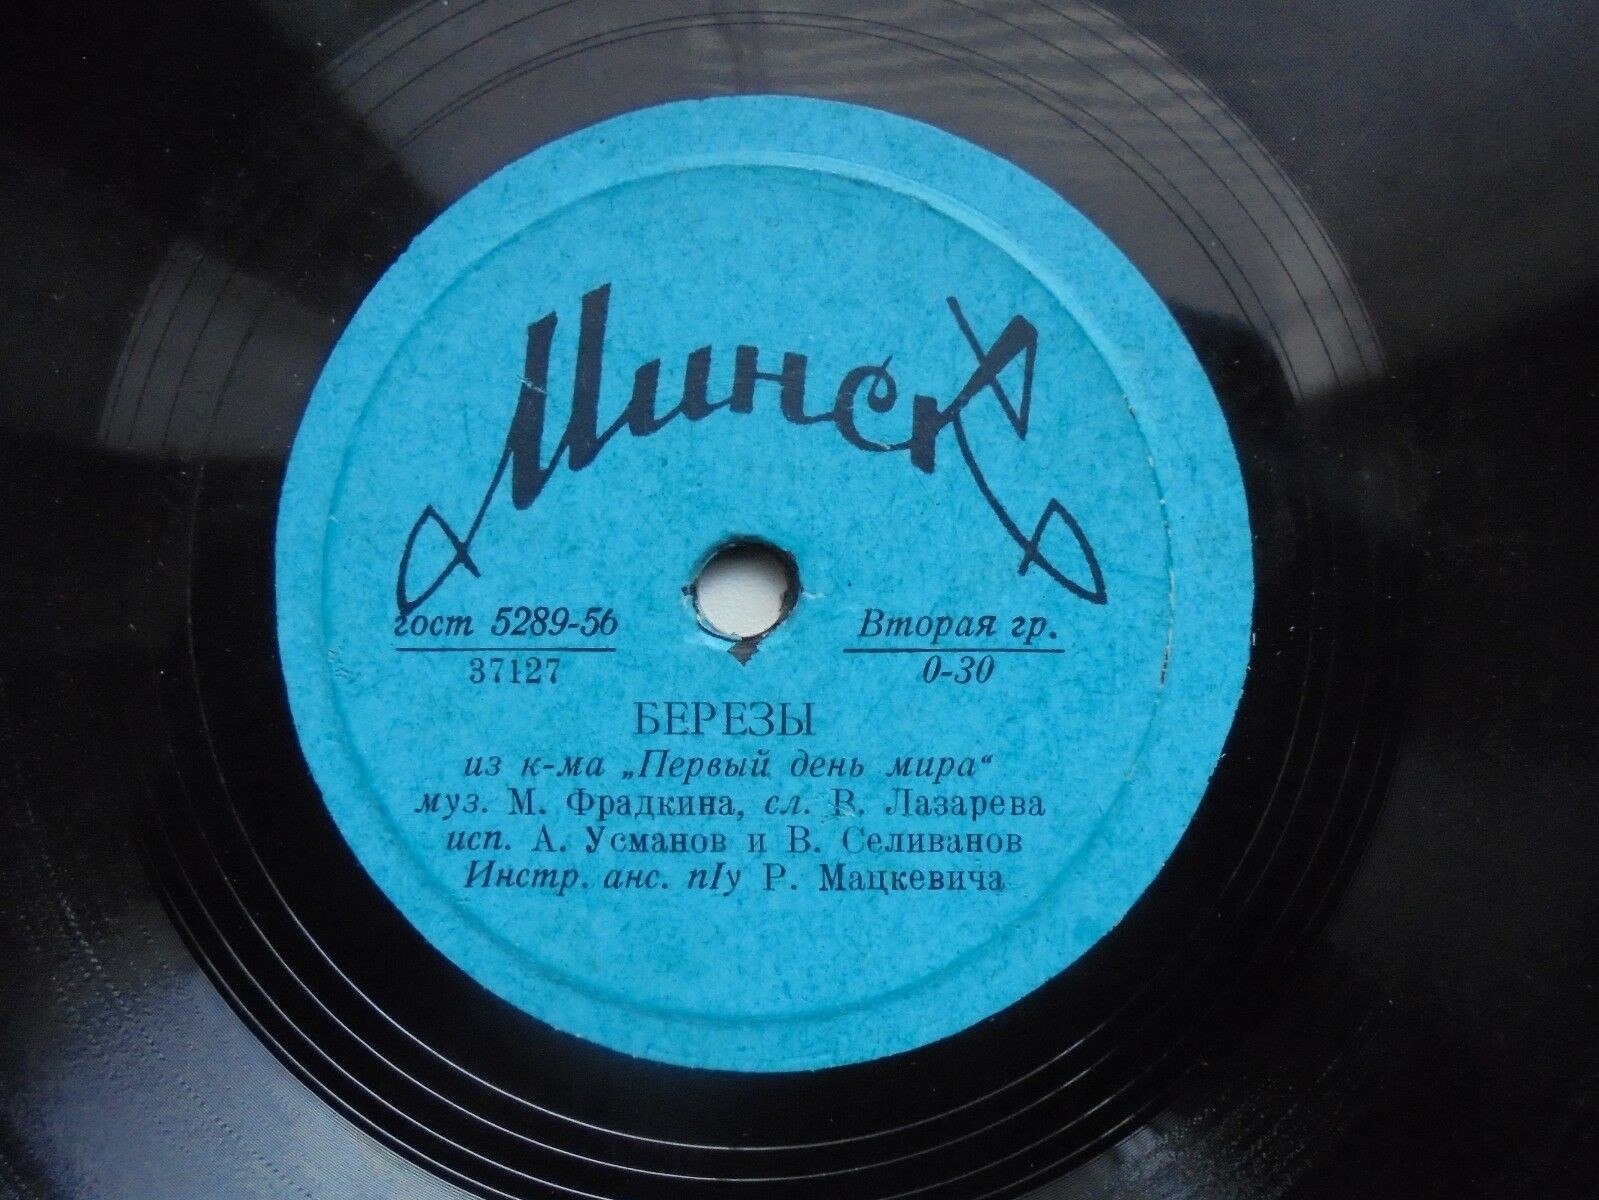 Минск
гост 5289-56
37127
Вторая гр.
0-30
БЕРЕЗЫ
из к-ма „Первый день мира“
муз. М. Фрадкина, сл. В. Лазарева
исп. А. Усманов и В. Селиванов
Инстр. анс. п/у Р. Мацкевича